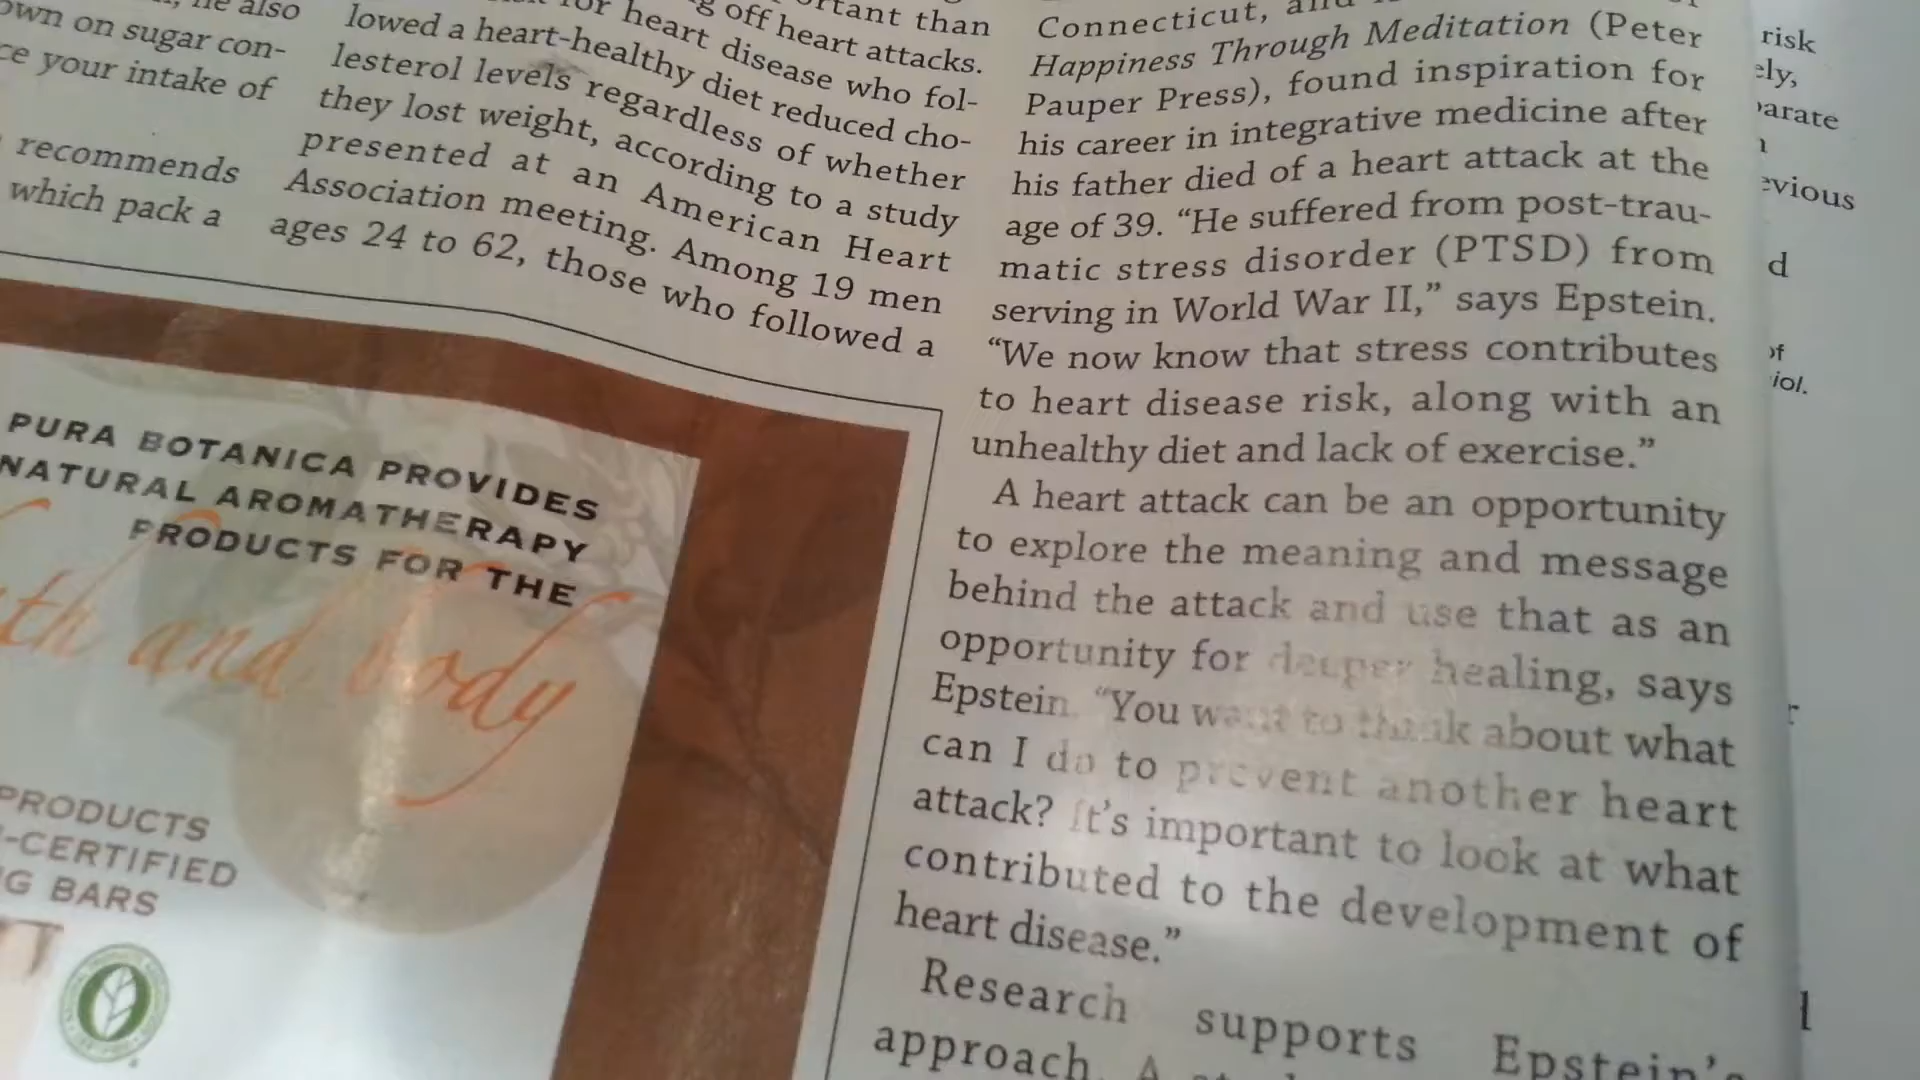 he also
own on sugar con-
ce your intake of
recommends
which pack a
portant than
off heart attacks.
for heart disease who fol-
lowed a heart-healthy diet reduced cho-
lesterol levels regardless of whether
they lost weight, according to a study
presented at an American Heart
Association meeting. Among 19 men
ages 24 to 62, those who followed a
PURA BOTANICA PROVIDES
NATURAL AROMATHERAPY
PRODUCTS FOR THE
th and body
PRODUCTS
-CERTIFIED
G BARS
Connecticut,
Happiness Through Meditation (Peter
Pauper Press), found inspiration for
his career in integrative medicine after
his father died of a heart attack at the
age of 39. “He suffered from post-trau-
matic stress disorder (PTSD) from
serving in World War II,” says Epstein.
“We now know that stress contributes
to heart disease risk, along with an
unhealthy diet and lack of exercise.”
A heart attack can be an opportunity
to explore the meaning and message
behind the attack and use that as an
opportunity for deeper healing, says
Epstein. “You want to think about what
can I do to prevent another heart
attack? It’s important to look at what
contributed to the development of
heart disease.”
Research supports Epstein’s
approach. A
risk
ely,
parate
evious
d
of
iol.